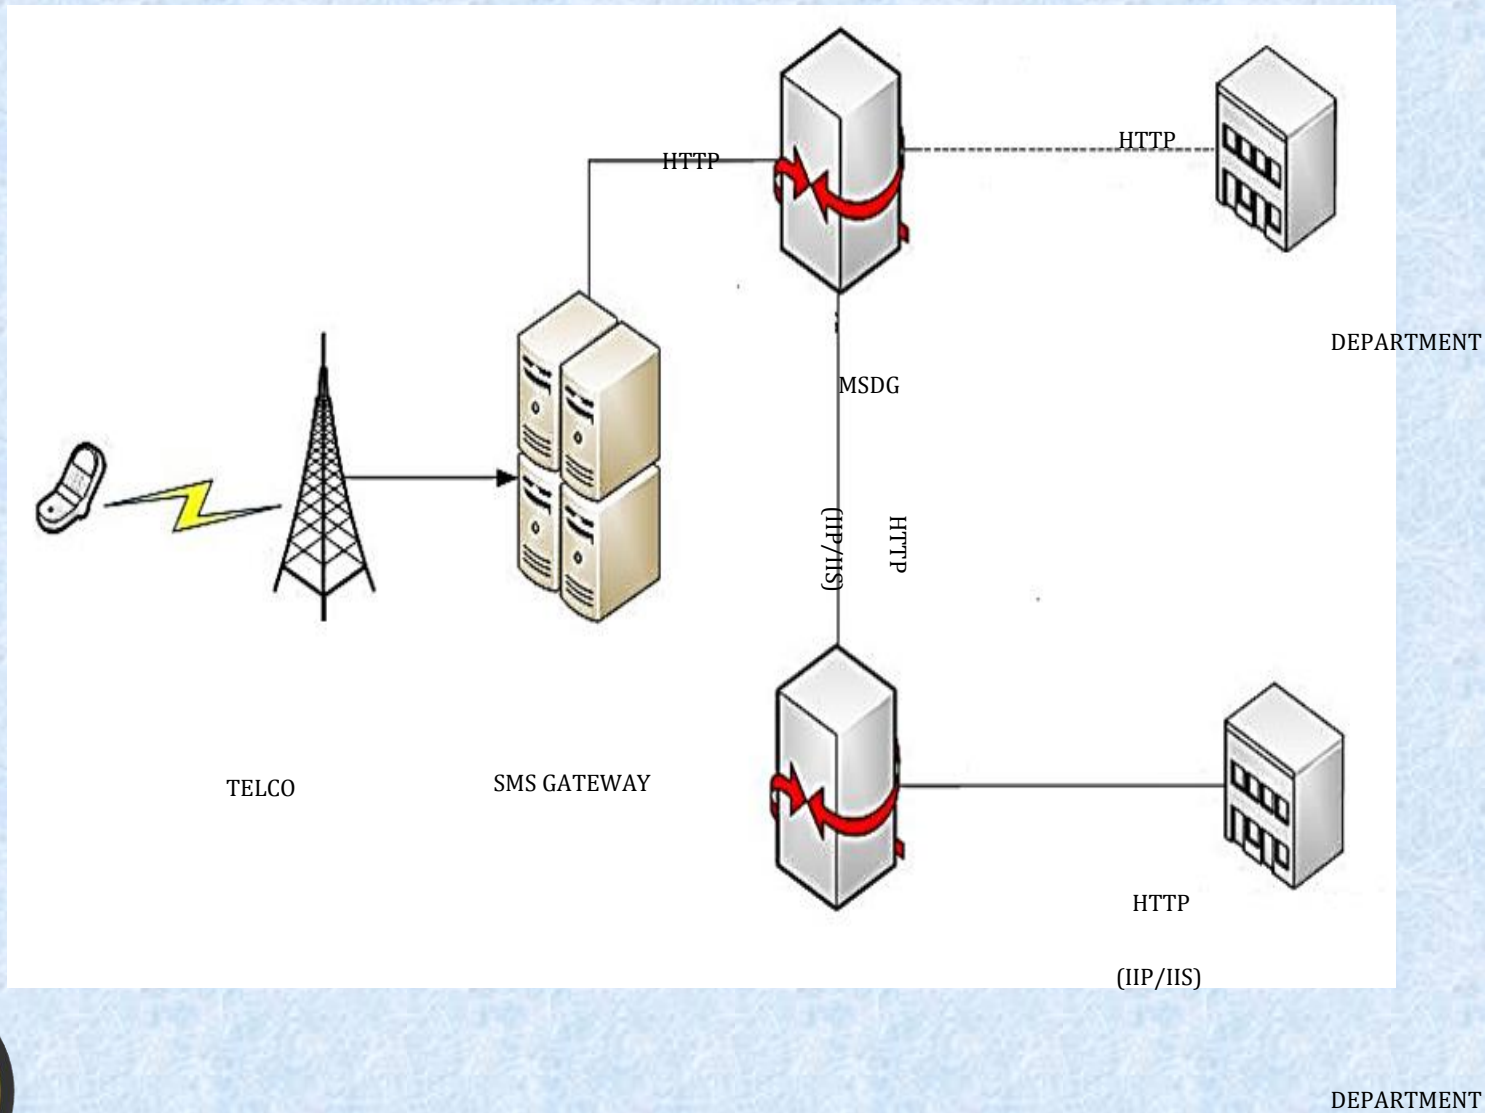 HTTP
HTTP
DEPARTMENT
MSDG
(IIP/IIS)
HTTP
TELCO
SMS GATEWAY
HTTP
(IIP/IIS)
DEPARTMENT